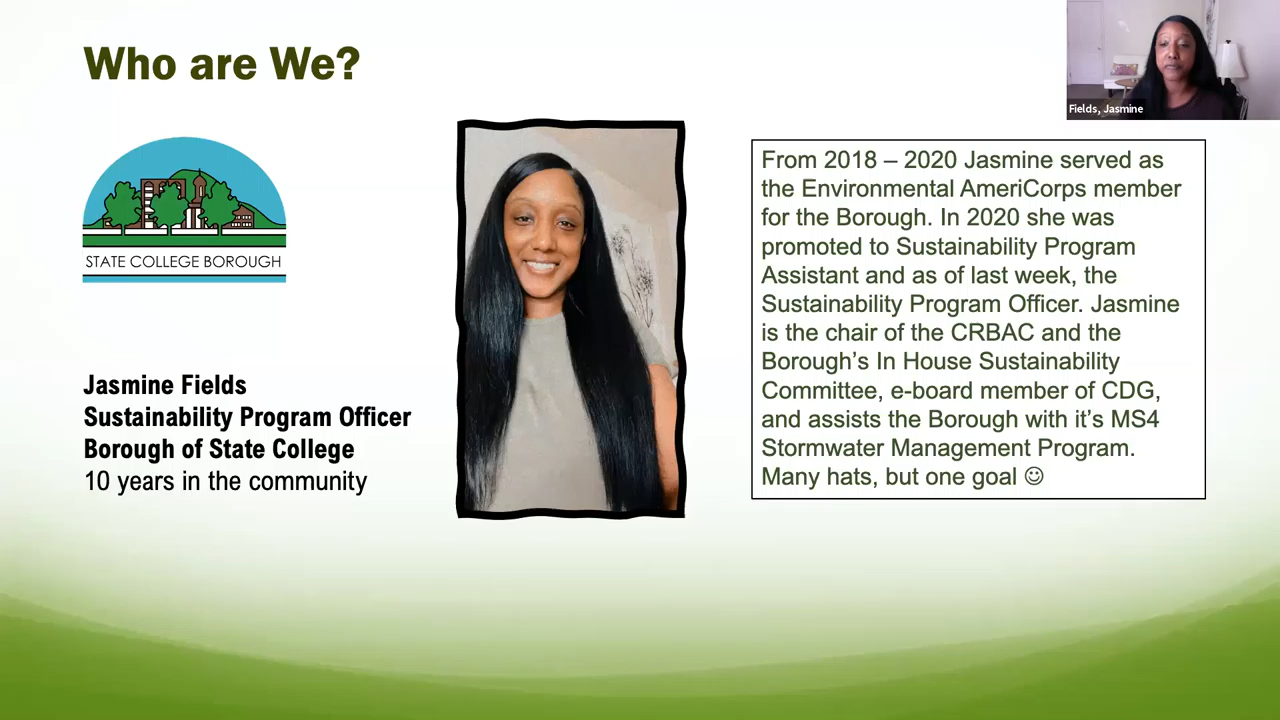 Who are We?
Fields, Jasmine
STATE COLLEGE BOROUGH
Jasmine Fields
Sustainability Program Officer
Borough of State College
10 years in the community
From 2018 – 2020 Jasmine served as
the Environmental AmeriCorps member
for the Borough. In 2020 she was
promoted to Sustainability Program
Assistant and as of last week, the
Sustainability Program Officer. Jasmine
is the chair of the CRBAC and the
Borough’s In House Sustainability
Committee, e-board member of CDG,
and assists the Borough with it’s MS4
Stormwater Management Program.
Many hats, but one goal ☺